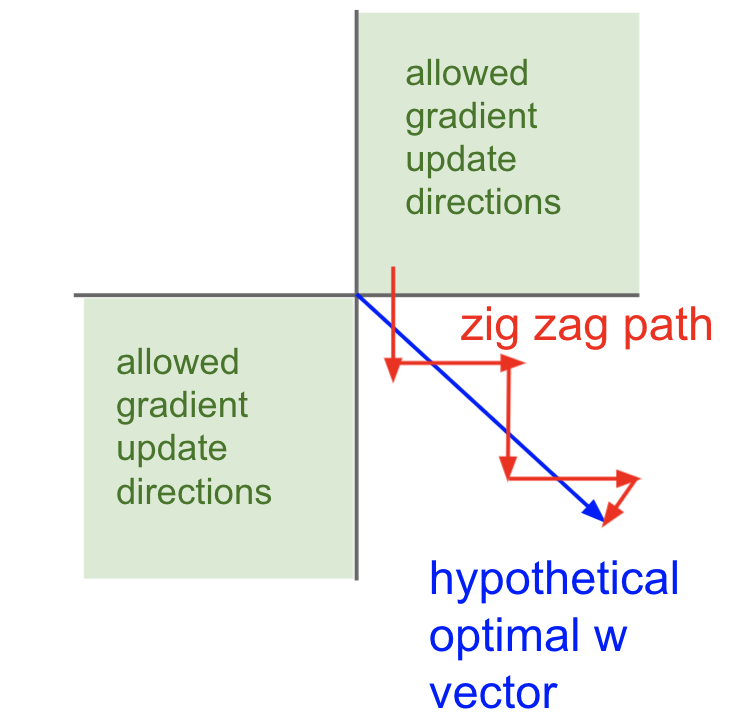 allowed
gradient
update
directions
zig zag path
allowed
gradient
update
directions
hypothetical
optimal w
vector